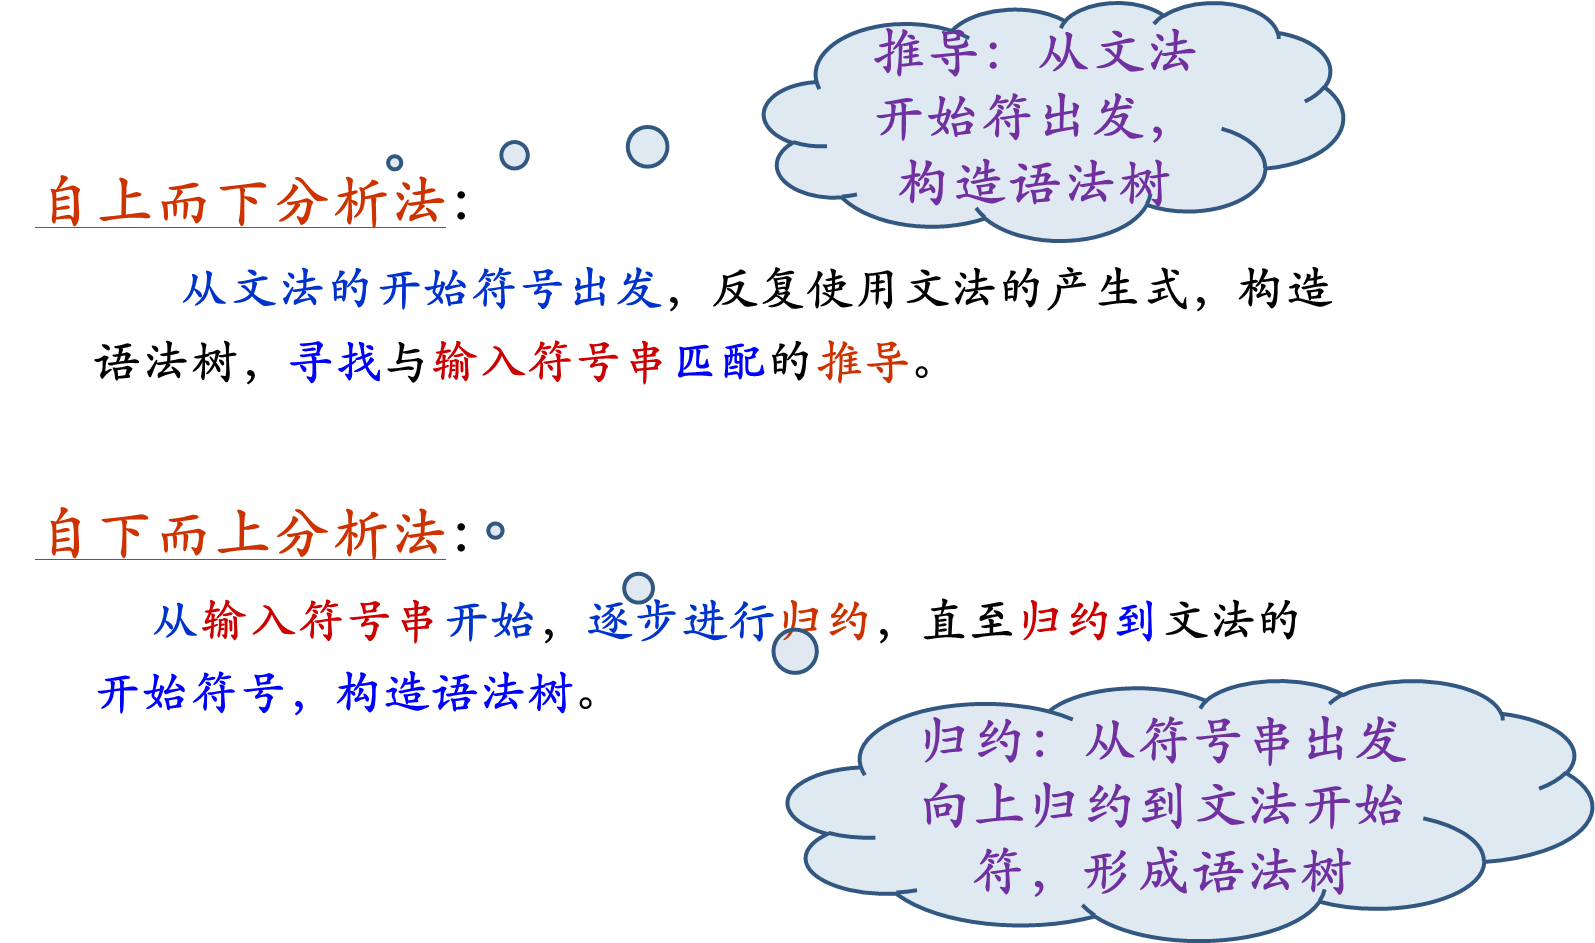 推导：从文法
开始符出发，
构造语法树
自上而下分析法：
从文法的开始符号出发，反复使用文法的产生式，构造
语法树，寻找与输入符号串匹配的推导。
自下而上分析法：
从输入符号串开始，逐步进行归约，直至归约到文法的
开始符号，构造语法树。
归约：从符号串出发
向上归约到文法开始
符，形成语法树